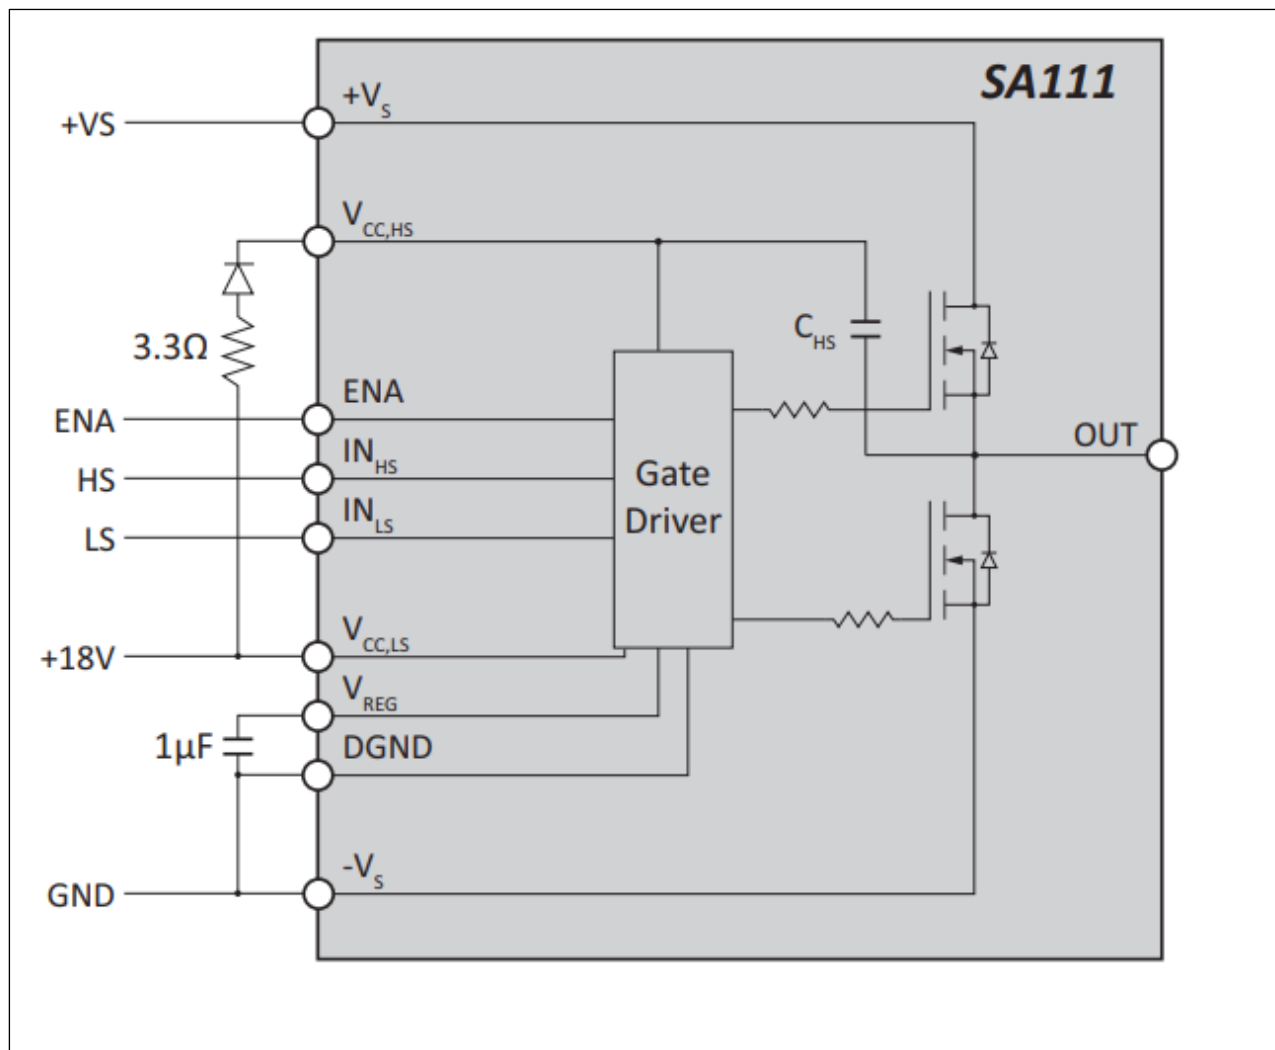 SA111
+VS
+VS
VCC,HS
3.3Ω
CHS
ENA
ENA
HS
INHS
LS
INLS
Gate
Driver
OUT
+18V
VCC,LS
VREG
1µF
DGND
GND
-VS